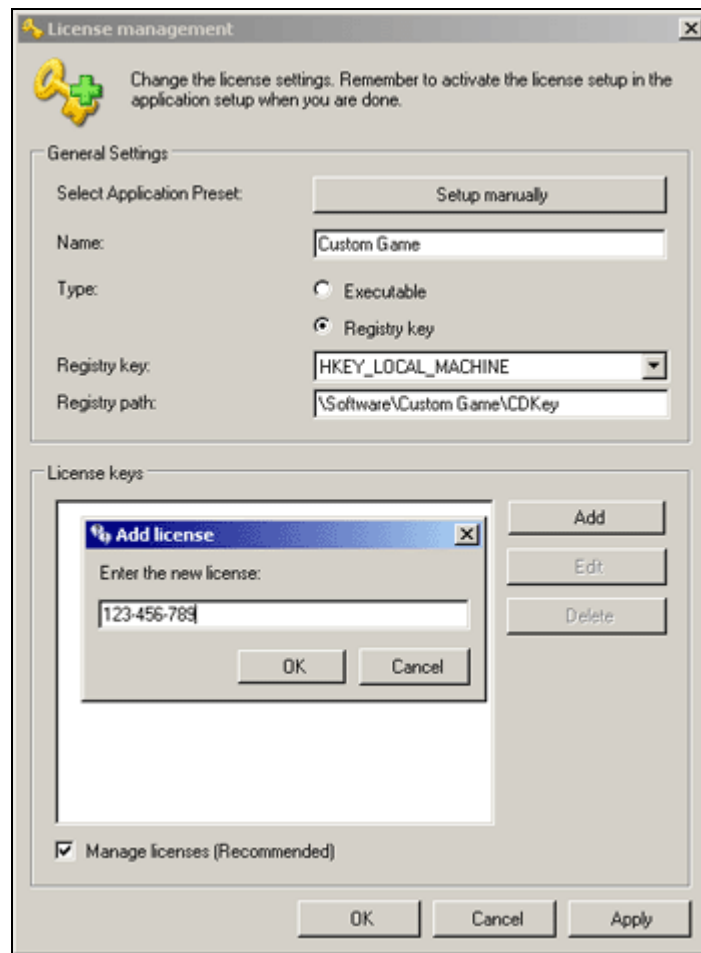 License management
Change the license settings. Remember to activate the license setup in the
application setup when you are done.
General Settings
Select Application Preset:
Setup manually
Name:
Custom Game
Type:
Executable
Registry key
Registry key:
HKEY_LOCAL_MACHINE
Registry path:
\Software\Custom Game\CDKey
License keys
Add license
Enter the new license:
123-456-789
OK
Cancel
Add
Edit
Delete
Manage licenses (Recommended)
OK
Cancel
Apply